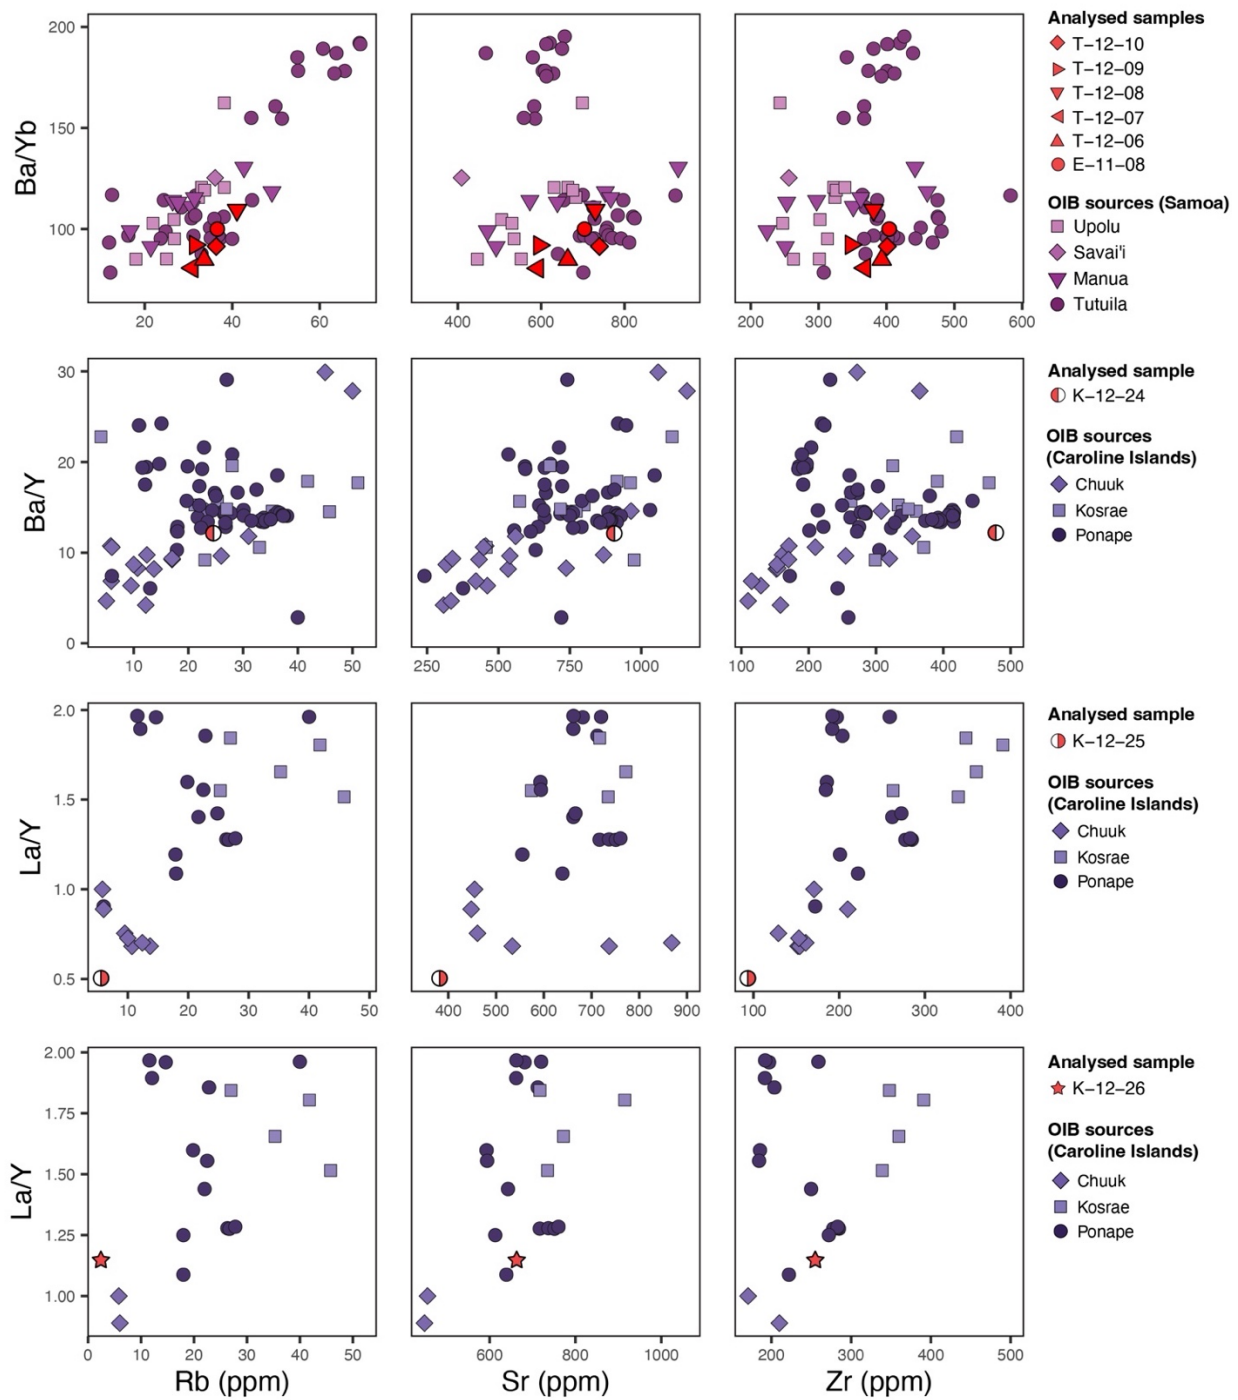 Analysed samples
T−12−10
T−12−09
T−12−08
T−12−07
T−12−06
E−11−08
OIB sources (Samoa)
Upolu
Savai'i
Manua
Tutuila
Ba/Yb
200
150
100
20 40 60
400 600 800
200 300 400 500 600
Analysed sample
K−12−24
OIB sources
(Caroline Islands)
Chuuk
Kosrae
Ponape
Ba/Y
30
20
10
0
10 20 30 40 50
250 500 750 1000
100 200 300 400 500
Analysed sample
K−12−25
OIB sources
(Caroline Islands)
Chuuk
Kosrae
Ponape
La/Y
2.0
1.5
1.0
0.5
10 20 30 40 50
400 500 600 700 800 900
100 200 300 400
Analysed sample
K−12−26
OIB sources
(Caroline Islands)
Chuuk
Kosrae
Ponape
La/Y
2.00
1.75
1.50
1.25
1.00
0 10 20 30 40 50
600 800 1000
200 300 400 500
Rb (ppm) Sr (ppm) Zr (ppm)